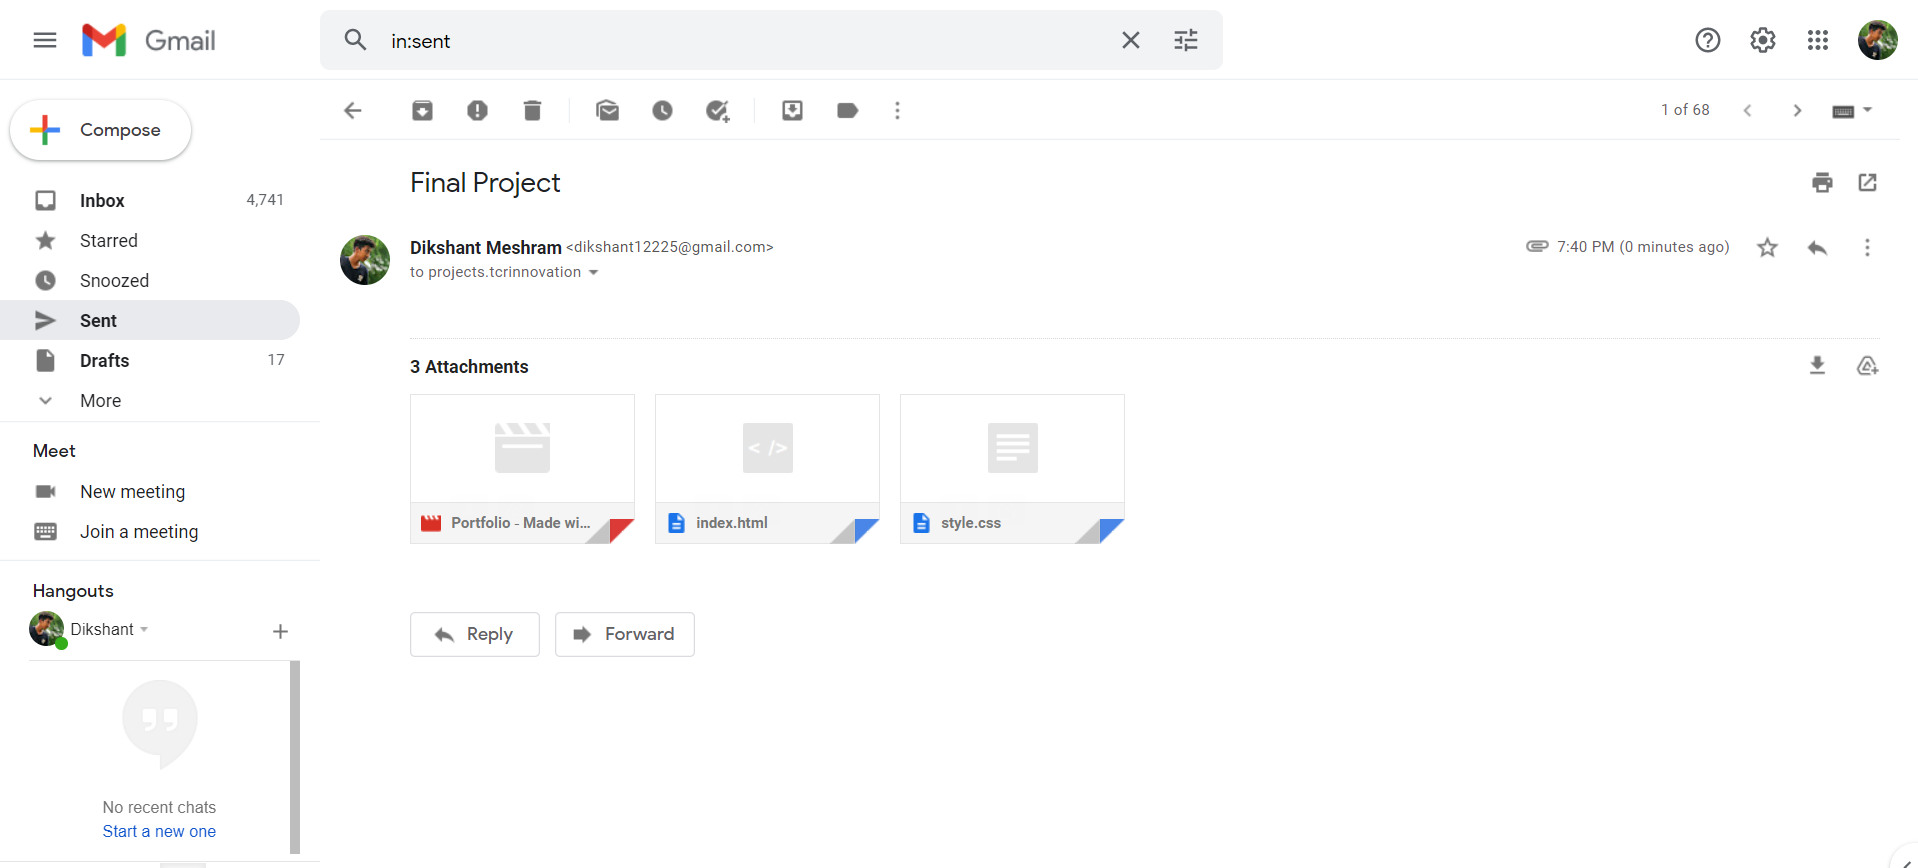 Gmail
in:sent
Compose
1 of 68
Inbox 4,741
Starred
Snoozed
Sent
Drafts 17
More
Meet
New meeting
Join a meeting
Hangouts
Dikshant
No recent chats
Start a new one
Final Project
Dikshant Meshram <dikshant12225@gmail.com>
7:40 PM (0 minutes ago)
to projects.tcrinnovation
3 Attachments
< />
Portfolio - Made wi...
index.html
style.css
Reply
Forward